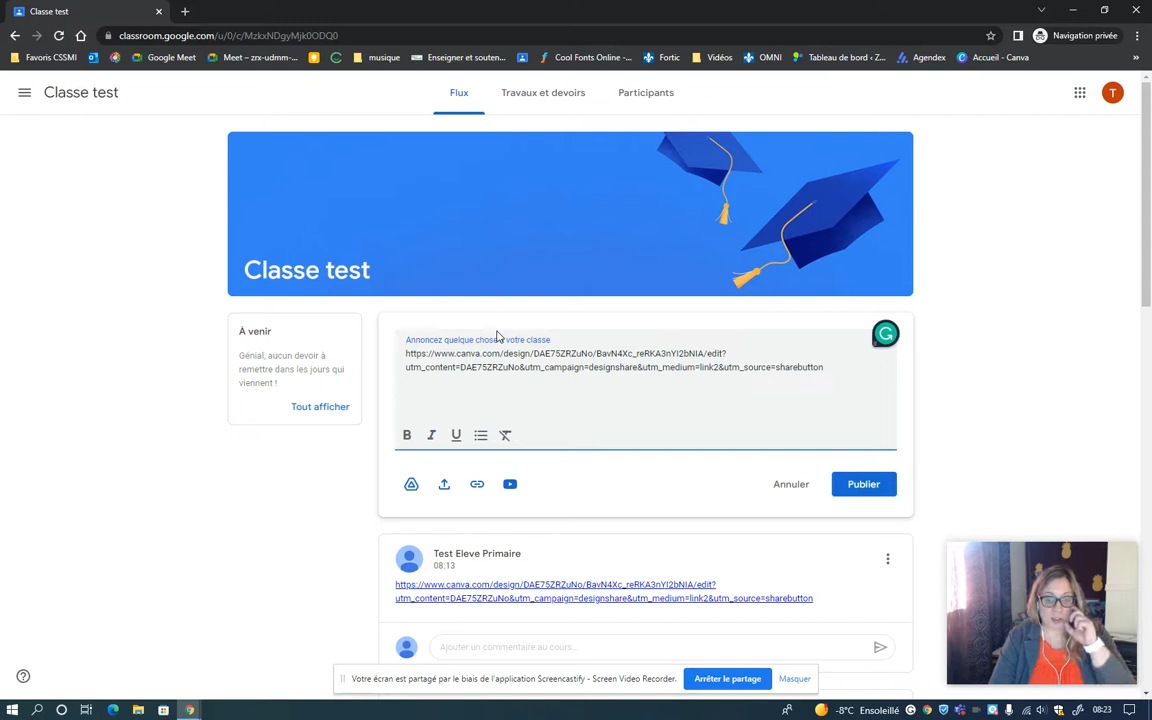 Classe test
classroom.google.com/u/0/c/MzkxNDgyMjk0ODQ0
Navigation privée
Favoris CSSMI
Google Meet
Meet – zrx-udmm-...
musique
Enseigner et souten...
Cool Fonts Online -...
Fortic
Vidéos
OMNI
Tableau de bord ‹ Z...
Agendex
Accueil - Canva
»
Classe test
Flux
Travaux et devoirs
Participants
T
Classe test
À venir
Génial, aucun devoir à
remettre dans les jours qui
viennent !
Tout afficher
Annoncez quelque chose votre classe
https://www.canva.com/design/DAE75ZRZuNo/BavN4Xc_reRKA3nYI2bNIA/edit?
utm_content=DAE75ZRZuNo&utm_campaign=designshare&utm_medium=link2&utm_source=sharebutton
B I U
Annuler
Publier
Test Eleve Primaire
08:13
https://www.canva.com/design/DAE75ZRZuNo/BavN4Xc_reRKA3nYI2bNIA/edit?
utm_content=DAE75ZRZuNo&utm_campaign=designshare&utm_medium=link2&utm_source=sharebutton
Ajouter un commentaire au cours...
Votre écran est partagé par le biais de l'application Screencastify - Screen Video Recorder.
Arrêter le partage
Masquer
-8°C Ensoleillé
08:23